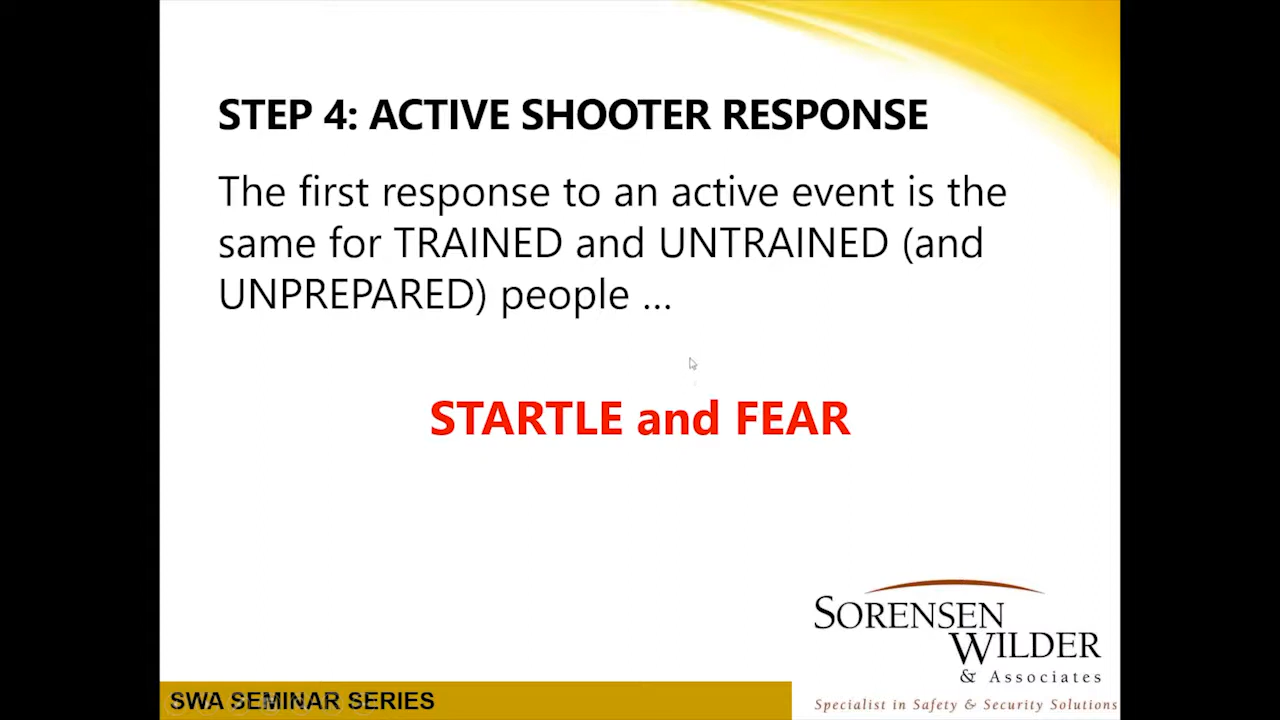 STEP 4: ACTIVE SHOOTER RESPONSE
The first response to an active event is the
same for TRAINED and UNTRAINED (and
UNPREPARED) people ...
STARTLE and FEAR
SORENSEN
WILDER
& Associates
Specialist in Safety & Security Solutions
SWA SEMINAR SERIES